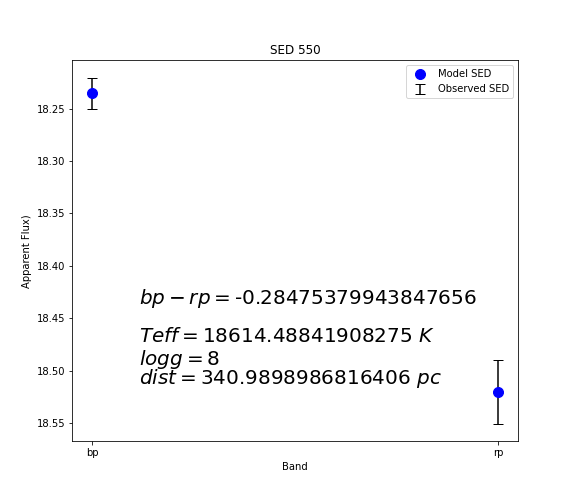 SED 550
Model SED
Observed SED
18.25
18.30
18.35
18.40
18.45
18.50
18.55
Apparent Flux)
bp − rp = -0.28475379943847656
Teff = 18614.48841908275 K
logg = 8
dist = 340.9898986816406 pc
bp
rp
Band